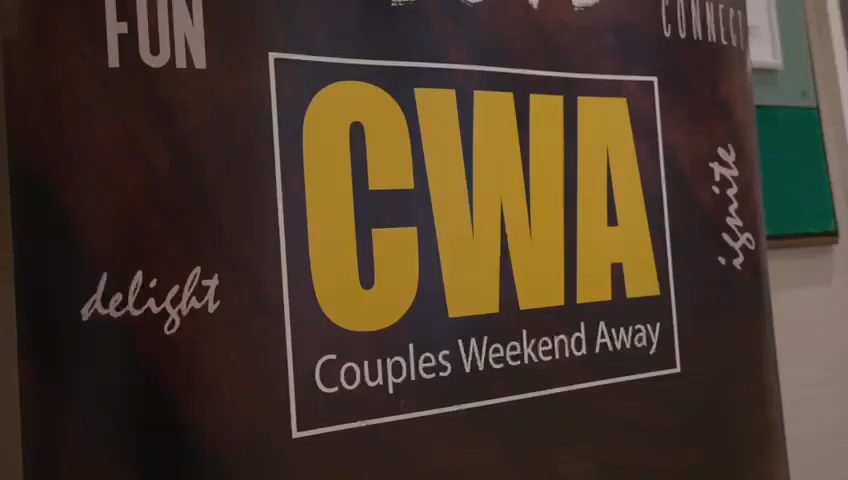 FUN
CONNECT
CWA
ignite
delight
Couples Weekend Away